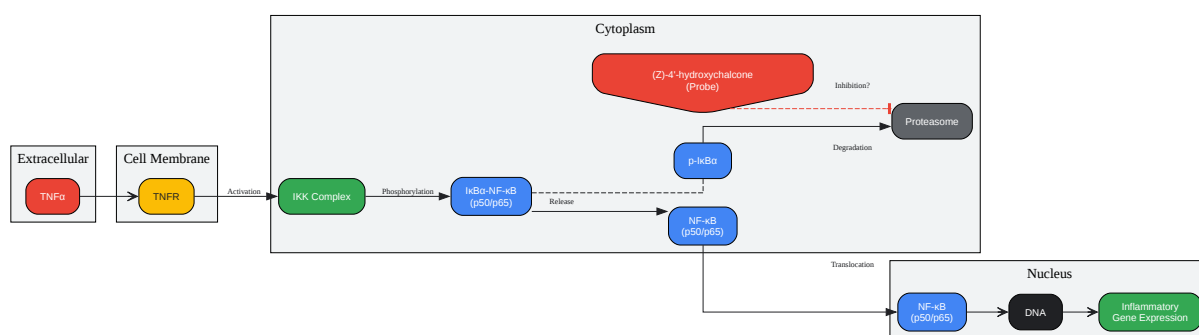 Cytoplasm
(Z)-4'-hydroxychalcone
(Probe)
Inhibition?
Proteasome
Degradation
p-IκBα
Extracellular
TNFα
Cell Membrane
TNFR
Activation
IKK Complex
Phosphorylation
IκBα-NF-κB
(p50/p65)
Release
NF-κB
(p50/p65)
Translocation
Nucleus
NF-κB
(p50/p65)
DNA
Inflammatory
Gene Expression